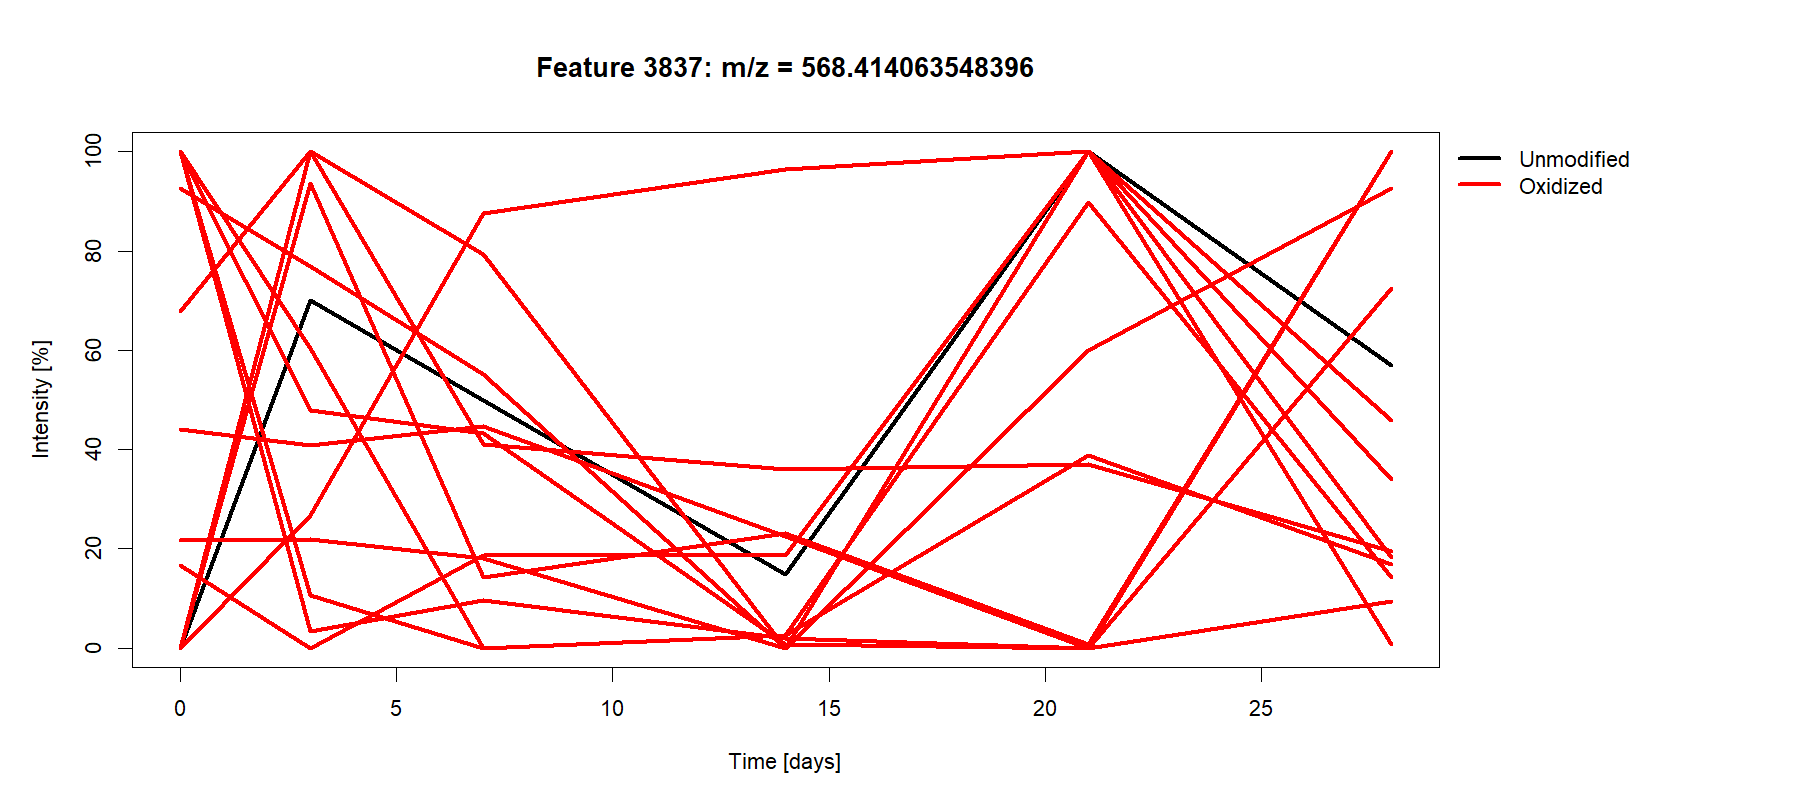 Feature 3837: m/z = 568.414063548396
Unmodified
Oxidized
100
80
60
40
20
0
Intensity [%]
0 5 10 15 20 25
Time [days]